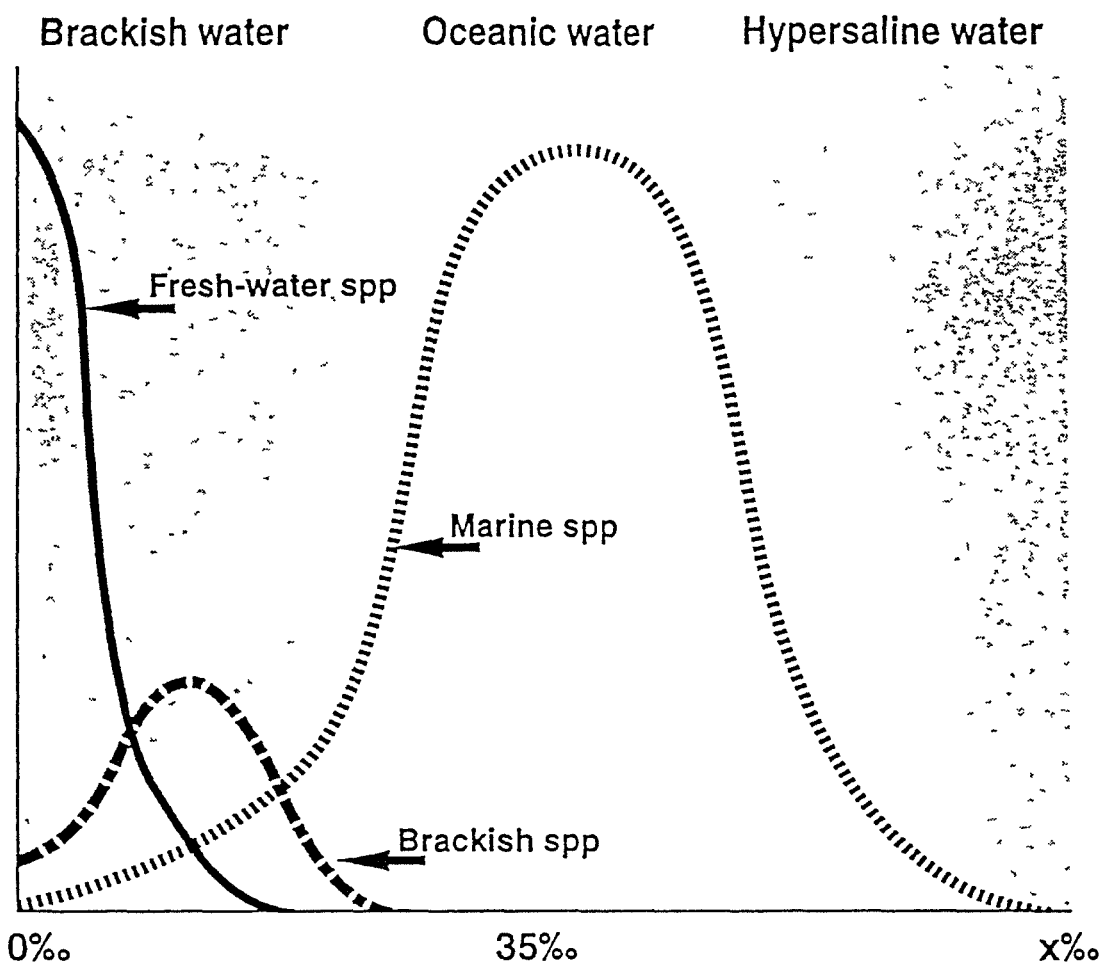 Brackish water Oceanic water Hypersaline water
Fresh-water spp
Marine spp
Brackish spp
0‰ 35‰ x‰